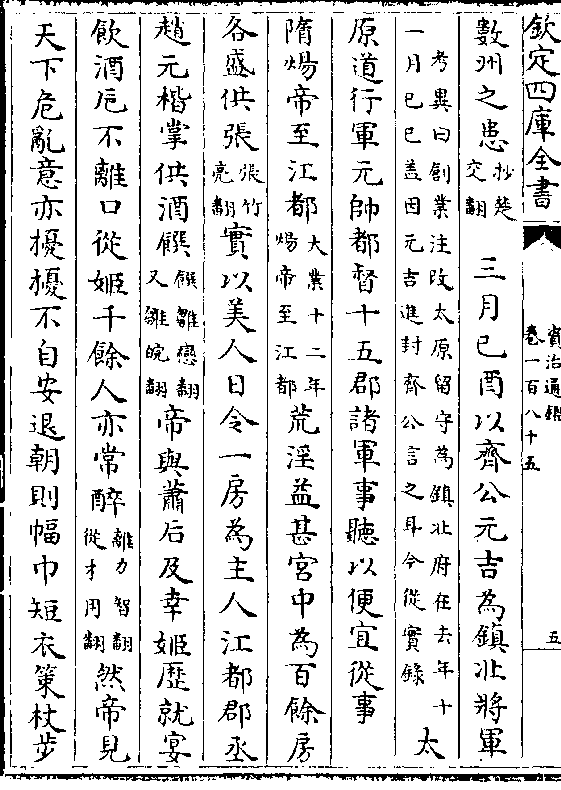 欽定四庫全書
資治通鑑
卷一百八十五
五
數州之患抄楚交翻三月己酉以齊公元吉為鎮北將軍太
考異曰創業注改太原留守為鎮北府在去年十
一月己巳蓋因元吉進封齊公言之耳今從實錄
原道行軍元帥都督十五郡諸軍事聽以便宜從事
隋煬帝至江都大業十二年煬帝至江都荒淫益甚宮中為百餘房
各盛供張張竹亮翻實以美人日令一房為主人江都郡丞
趙元楷掌供酒饌饌雛戀翻又雛皖翻帝與蕭后及幸姬歷就宴
飲酒巵不離口從姬千餘人亦常醉離力智翻從才用翻然帝見
天下危亂意亦擾擾不自安退朝則幅巾短衣策杖步